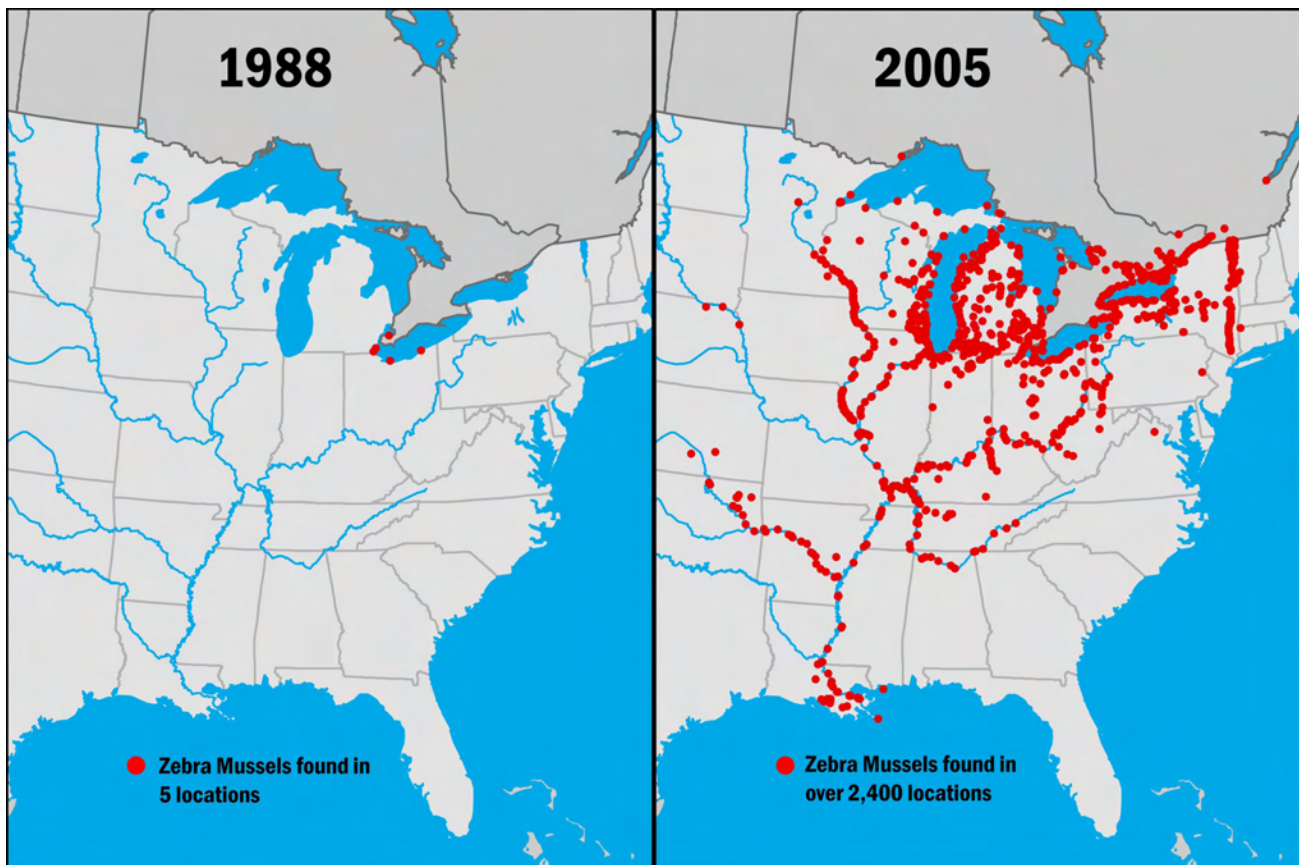 1988
Zebra Mussels found in
5 locations
2005
Zebra Mussels found in
over 2,400 locations